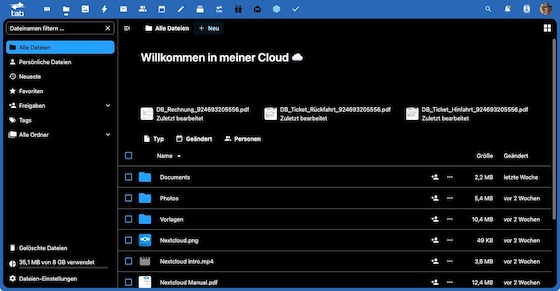 tab
Dateinamen filtern ...
Alle Dateien
Persönliche Dateien
Neueste
Favoriten
Freigaben
Tags
Alle Ordner
Gelöschte Dateien
35,1 MB von 8 GB verwendet
Dateien-Einstellungen
Alle Dateien
+ Neu
Willkommen in meiner Cloud
DB_Rechnung_924693205556.pdf
Zuletzt bearbeitet
DB_Ticket_Rückfahrt_924693205556.pdf
Zuletzt bearbeitet
DB_Ticket_Hinfahrt_924693205556.pdf
Zuletzt bearbeitet
Typ
Geändert
Personen
Name
Größe
Geändert
Documents
2,2 MB
letzte Woche
Photos
5,4 MB
vor 2 Wochen
Vorlagen
10,4 MB
vor 2 Wochen
Nextcloud.png
49 KB
vor 2 Wochen
Nextcloud intro.mp4
3,8 MB
vor 2 Wochen
Nextcloud Manual.pdf
12,4 MB
vor 2 Wochen